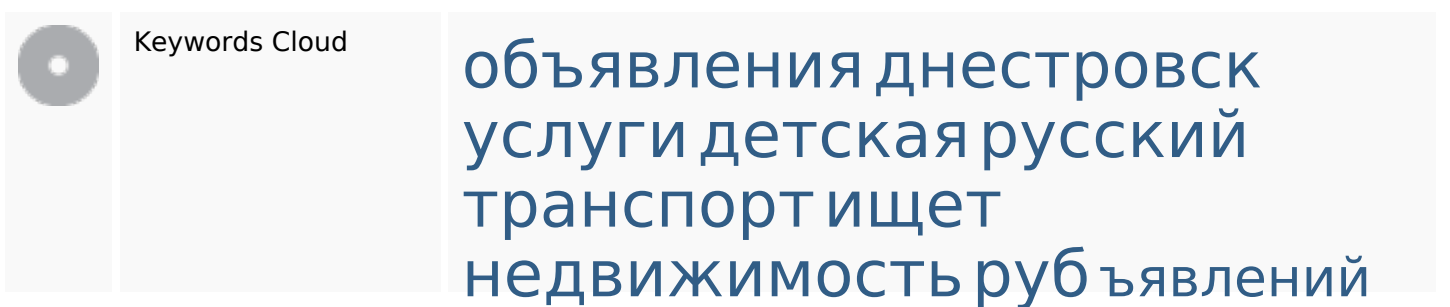 Keywords Cloud
объявления днестровск
услуги детская русский
транспорт ищет
недвижимость руб ъявлений